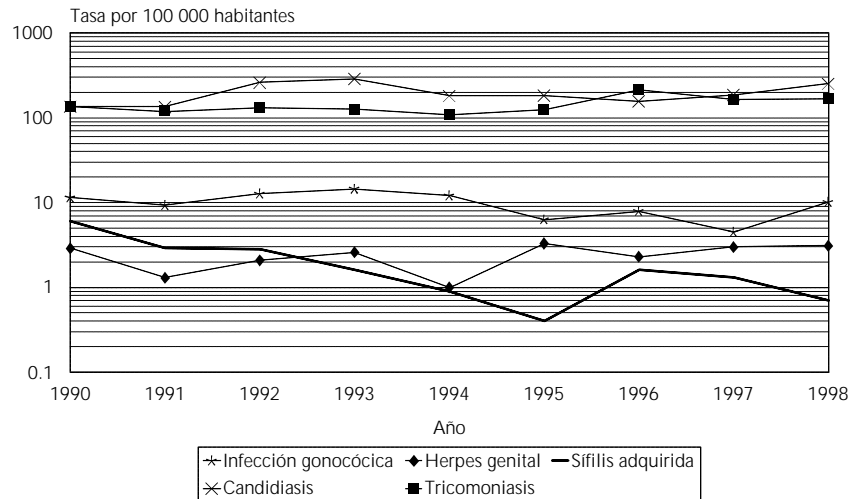 Tasa por 100 000 habitantes
1000
100
10
1
0.1
1990 1991 1992 1993 1994 1995 1996 1997 1998
Año
Infección gonocócica Herpes genital Sífilis adquirida
Candidiasis Tricomoniasis